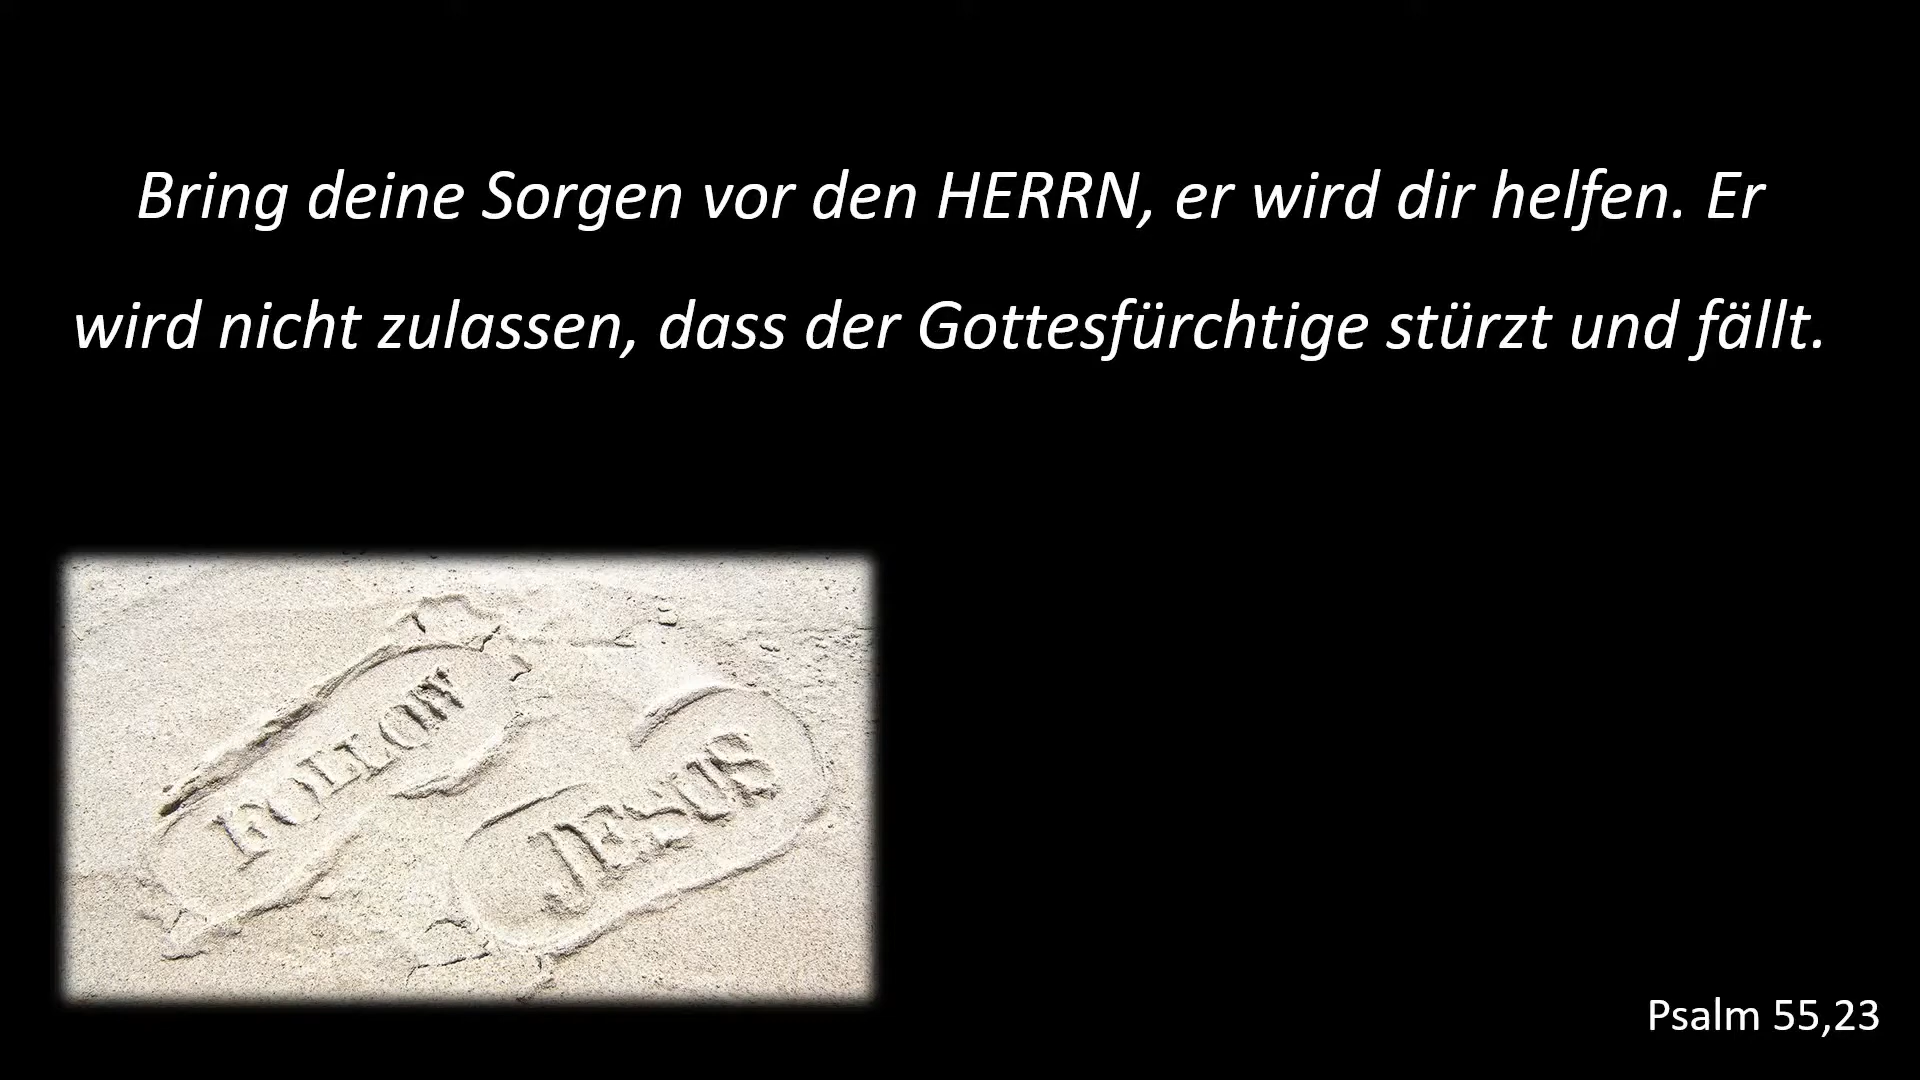 Bring deine Sorgen vor den HERRN, er wird dir helfen. Er
wird nicht zulassen, dass der Gottesfürchtige stürzt und fällt.
FOLLOW
JESUS
Psalm 55,23